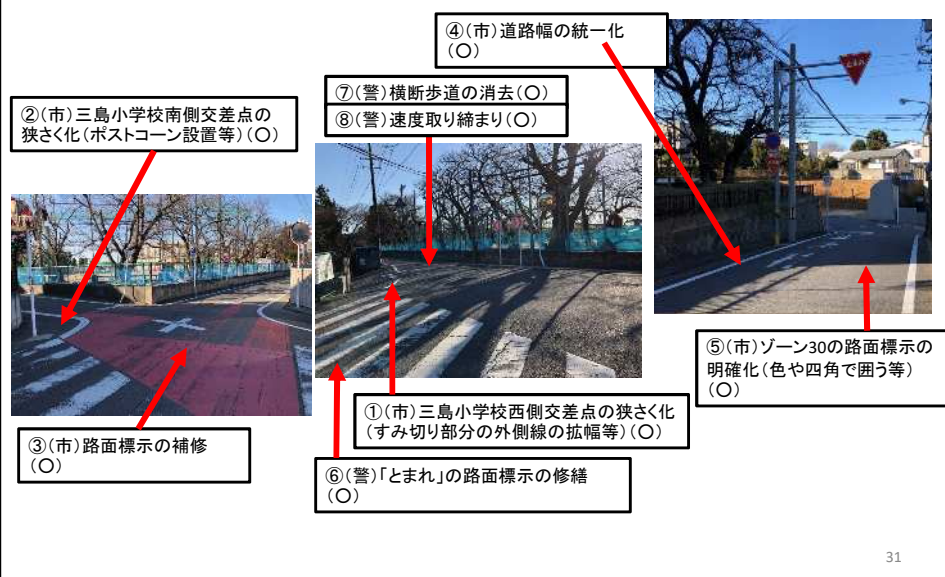 ④(市)道路幅の統一化
(○)
⑦(警)横断歩道の消去(○)
⑧(警)速度取り締まり(○)
②(市)三島小学校南側交差点の
狭さく化(ポストコーン設置等)(○)
止まれ
⑤(市)ゾーン30の路面標示の
明確化(色や四角で囲う等)
(○)
①(市)三島小学校西側交差点の狭さく化
(すみ切り部分の外側線の拡幅等)(○)
③(市)路面標示の補修
(○)
⑥(警)「とまれ」の路面標示の修繕
(○)
31